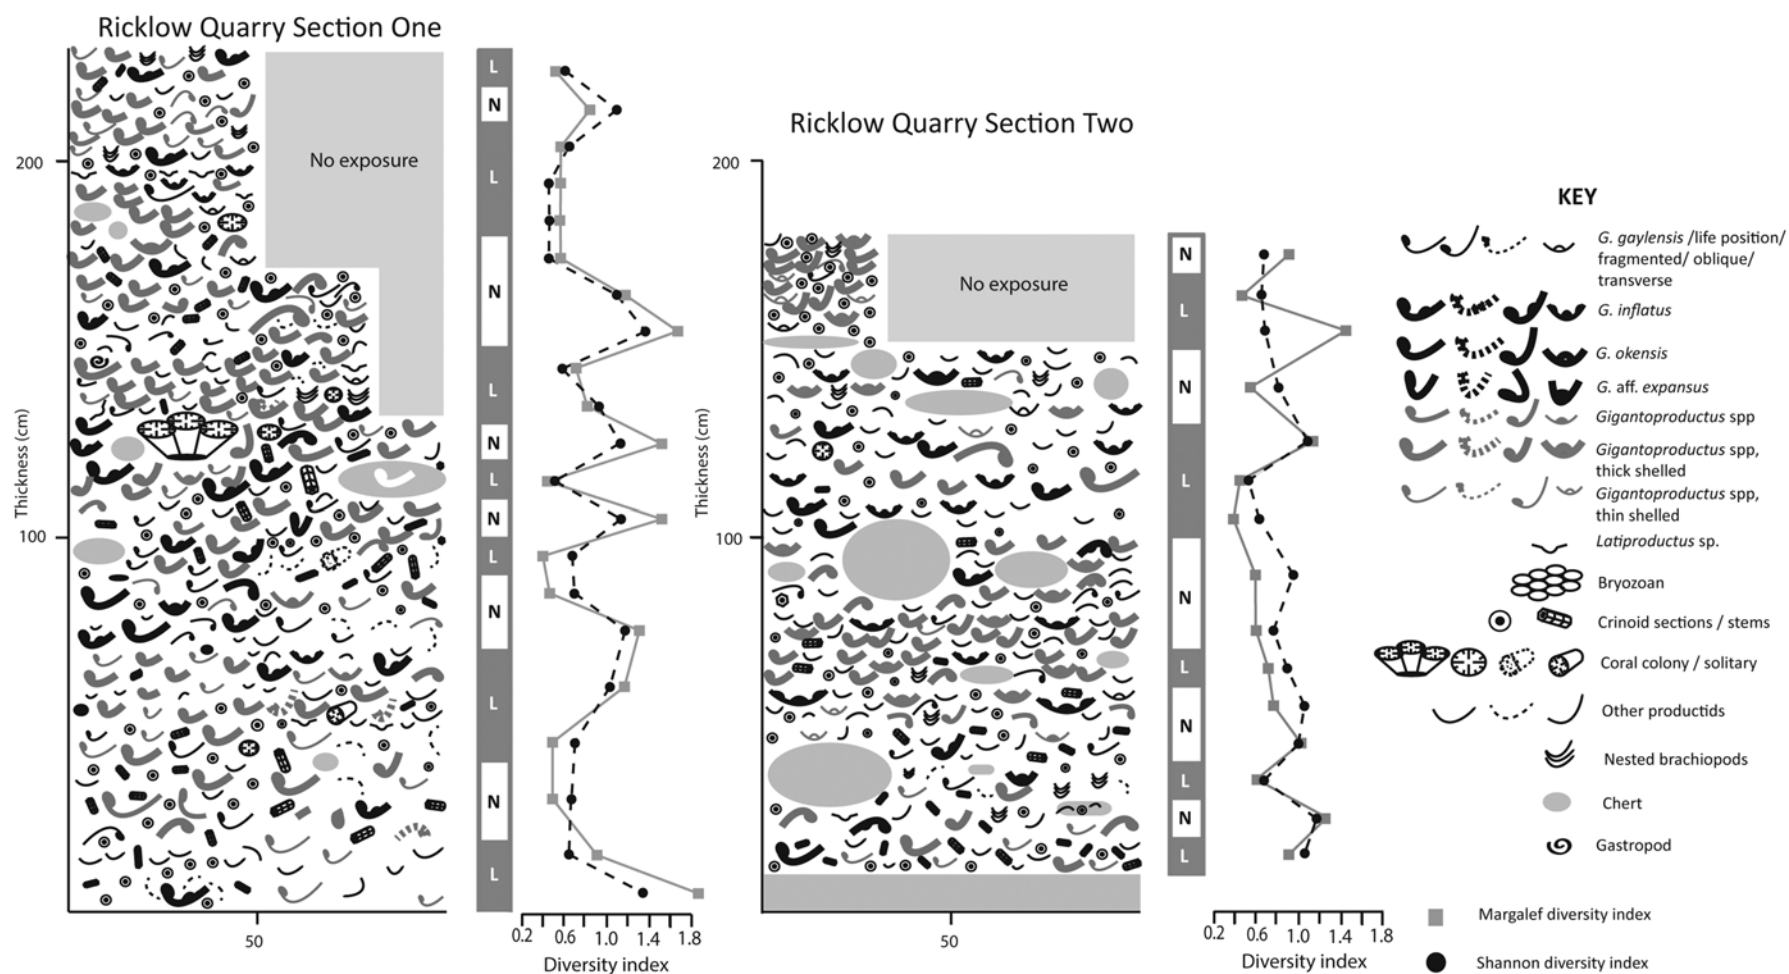 Ricklow Quarry Section One
No exposure
200
100
Thickness (cm)
50
L
N
L
N
L
N
L
N
L
N
L
N
L
0.2 0.6 1.0 1.4 1.8
Diversity index
Ricklow Quarry Section Two
No exposure
200
100
Thickness (cm)
50
N
L
N
L
N
L
N
L
N
L
0.2 0.6 1.0 1.4 1.8
Diversity index
KEY
G. gaylensis /life position/
fragmented/ oblique/
transverse
G. inflatus
G. okensis
G. aff. expansus
Gigantoproductus spp
Gigantoproductus spp,
thick shelled
Gigantoproductus spp,
thin shelled
Latiproductus sp.
Bryozoan
Crinoid sections / stems
Coral colony / solitary
Other productids
Nested brachiopods
Chert
Gastropod
Margalef diversity index
Shannon diversity index